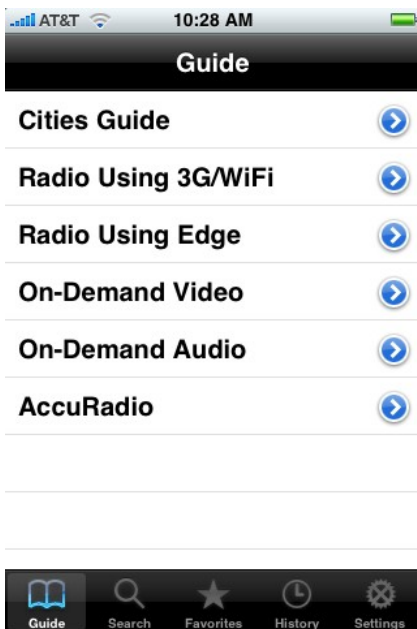 AT&T 10:28 AM
Guide
Cities Guide
Radio Using 3G/WiFi
Radio Using Edge
On-Demand Video
On-Demand Audio
AccuRadio
Guide Search Favorites History Settings